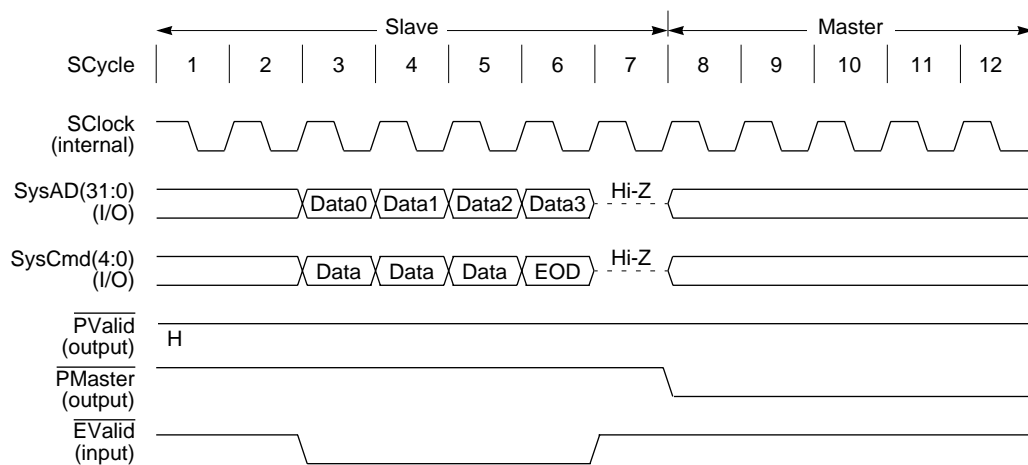 Slave Master
SCycle 1 2 3 4 5 6 7 8 9 10 11 12
SClock
(internal)
SysAD(31:0)
(I/O)
Data0 Data1 Data2 Data3 Hi-Z
SysCmd(4:0)
(I/O)
Data Data Data EOD Hi-Z
PValid
(output)
H
PMaster
(output)
EValid
(input)